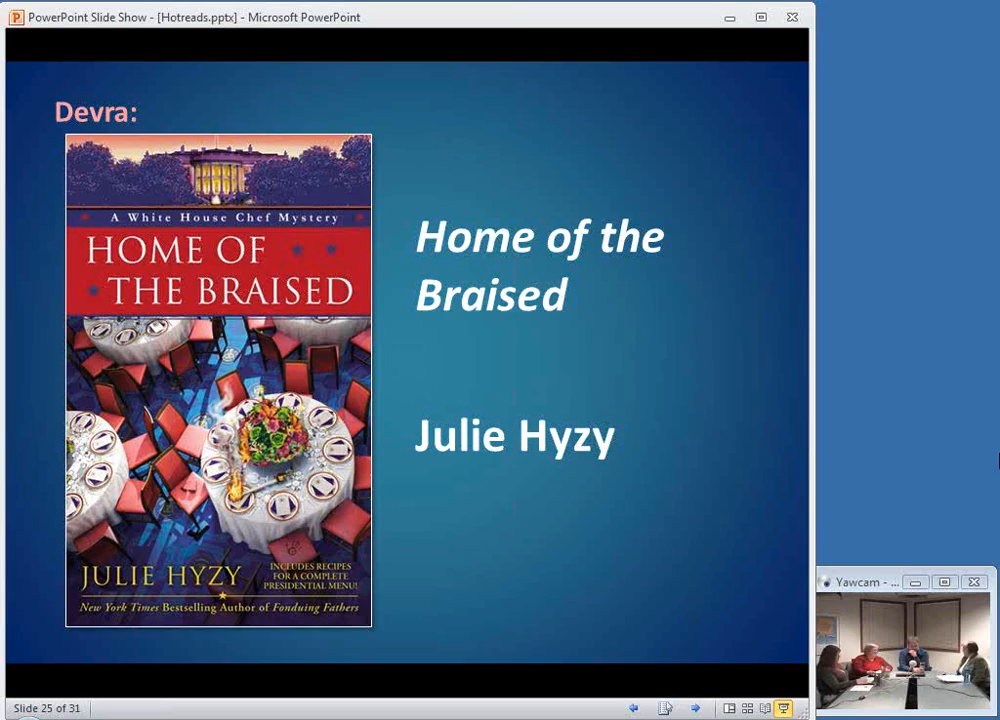 PowerPoint Slide Show - [Hotreads.pptx] - Microsoft PowerPoint
Devra:
A White House Chef Mystery
HOME OF
THE BRAISED
JULIE HYZY
INCLUDES RECIPES
FOR A COMPLETE
PRESIDENTIAL MENU!
New York Times Bestselling Author of Fonduing Fathers
Home of the
Braised
Julie Hyzy
Yawcam - ...
Slide 25 of 31